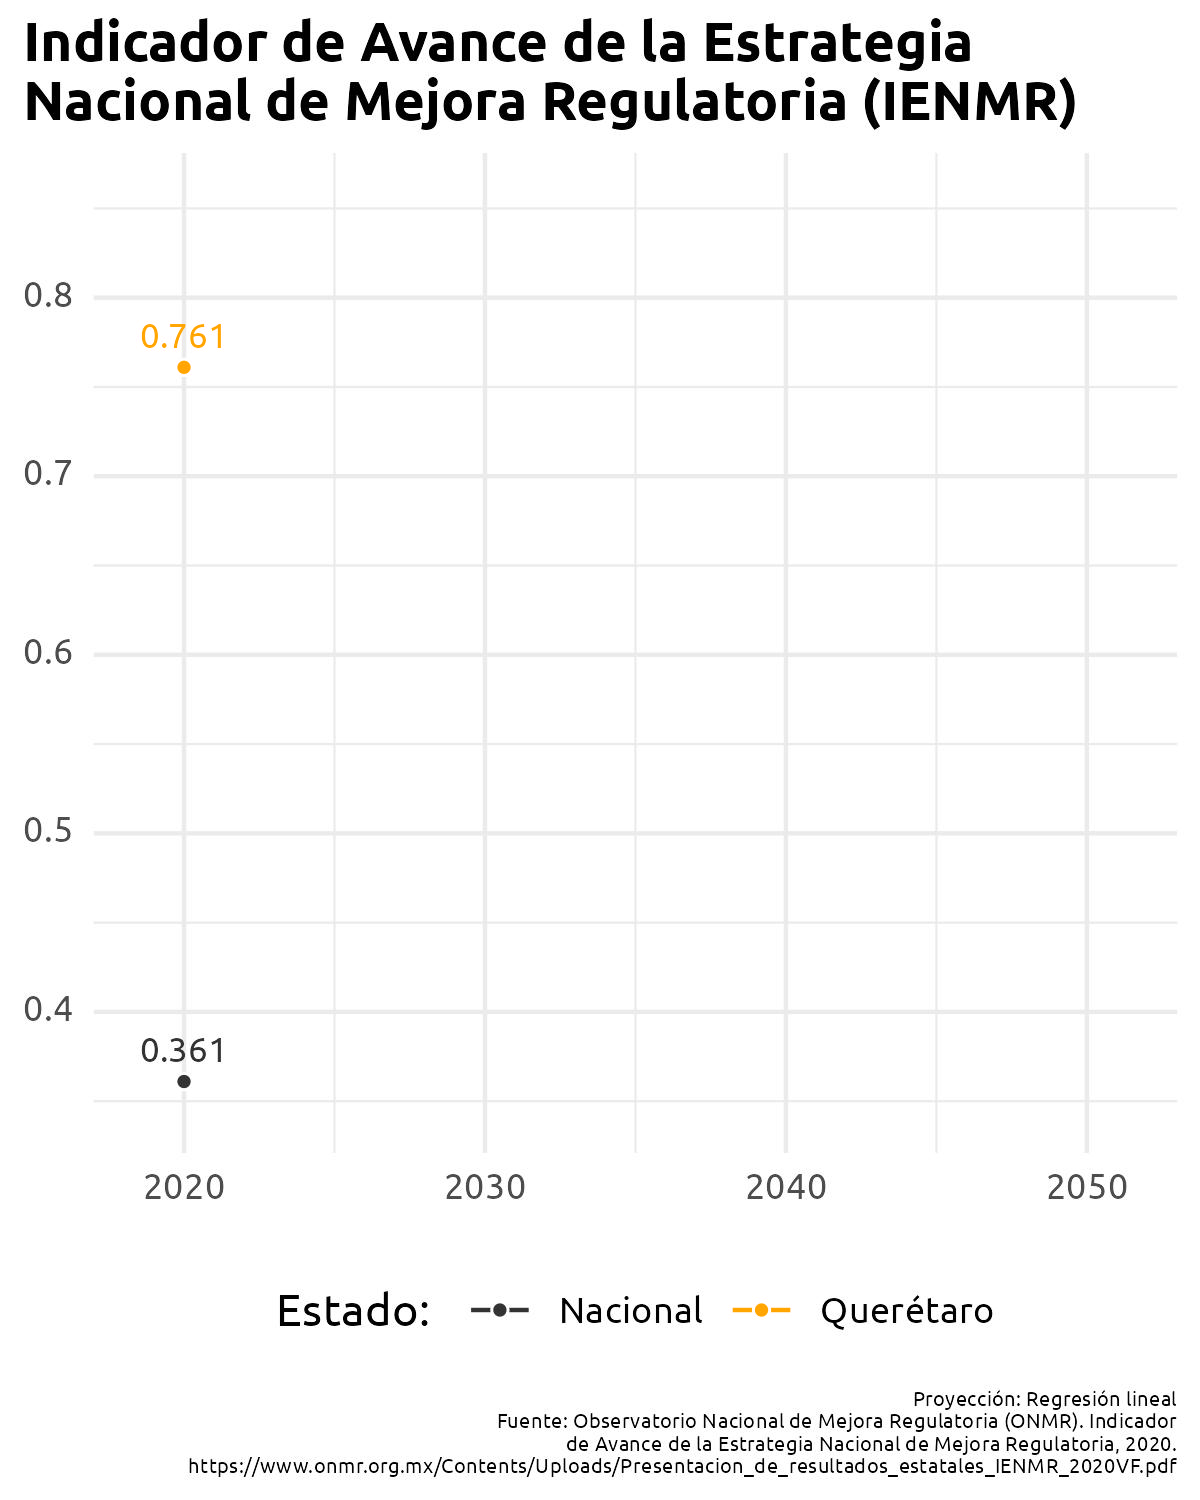 Indicador de Avance de la Estrategia
Nacional de Mejora Regulatoria (IENMR)
0.8
0.761
0.7
0.6
0.5
0.4
0.361
2020 2030 2040 2050
Estado: Nacional Querétaro
Proyección: Regresión lineal
Fuente: Observatorio Nacional de Mejora Regulatoria (ONMR). Indicador
de Avance de la Estrategia Nacional de Mejora Regulatoria, 2020.
https://www.onmr.org.mx/Contents/Uploads/Presentacion_de_resultados_estatales_IENMR_2020VF.pdf